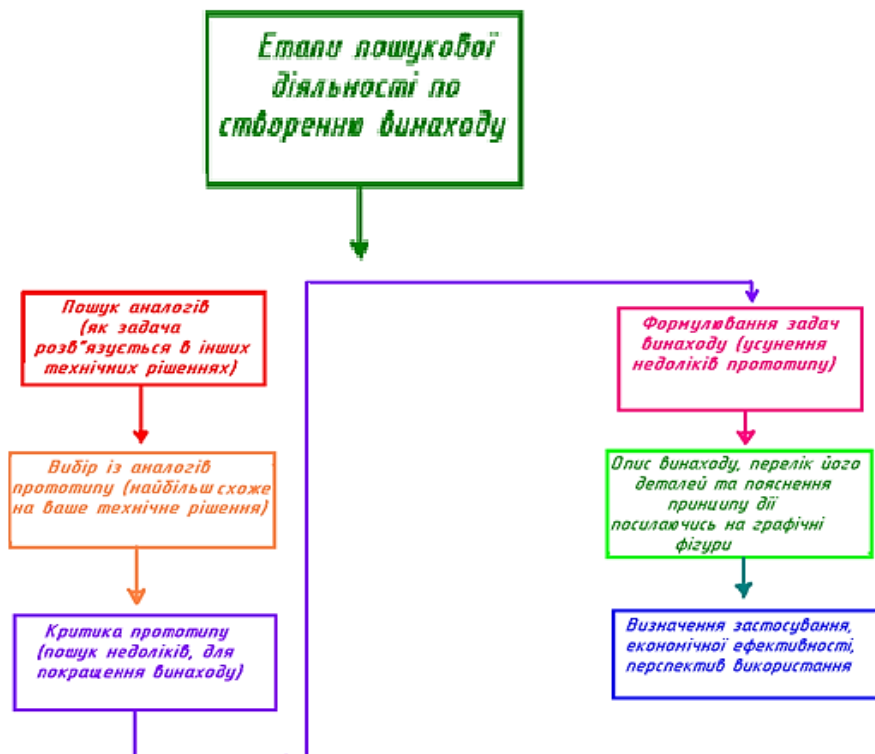 Етапи пошукової
діяльності по
створенню винаходу
Пошук аналогів
(як задача
розв"язується в інших
технічних рішеннях)
Вибір із аналогів
прототипу (найбільш схоже
на ваше технічне рішення)
Критика прототипу
(пошук недоліків, для
покращення винаходу)
Формулювання задач
винаходу (усунення
недоліків прототипу)
Опис винаходу, перелік його
деталей та пояснення
принципу дії
посилаючись на графічні
фігури
Визначення застосування,
економічної ефективності,
перспектив використання